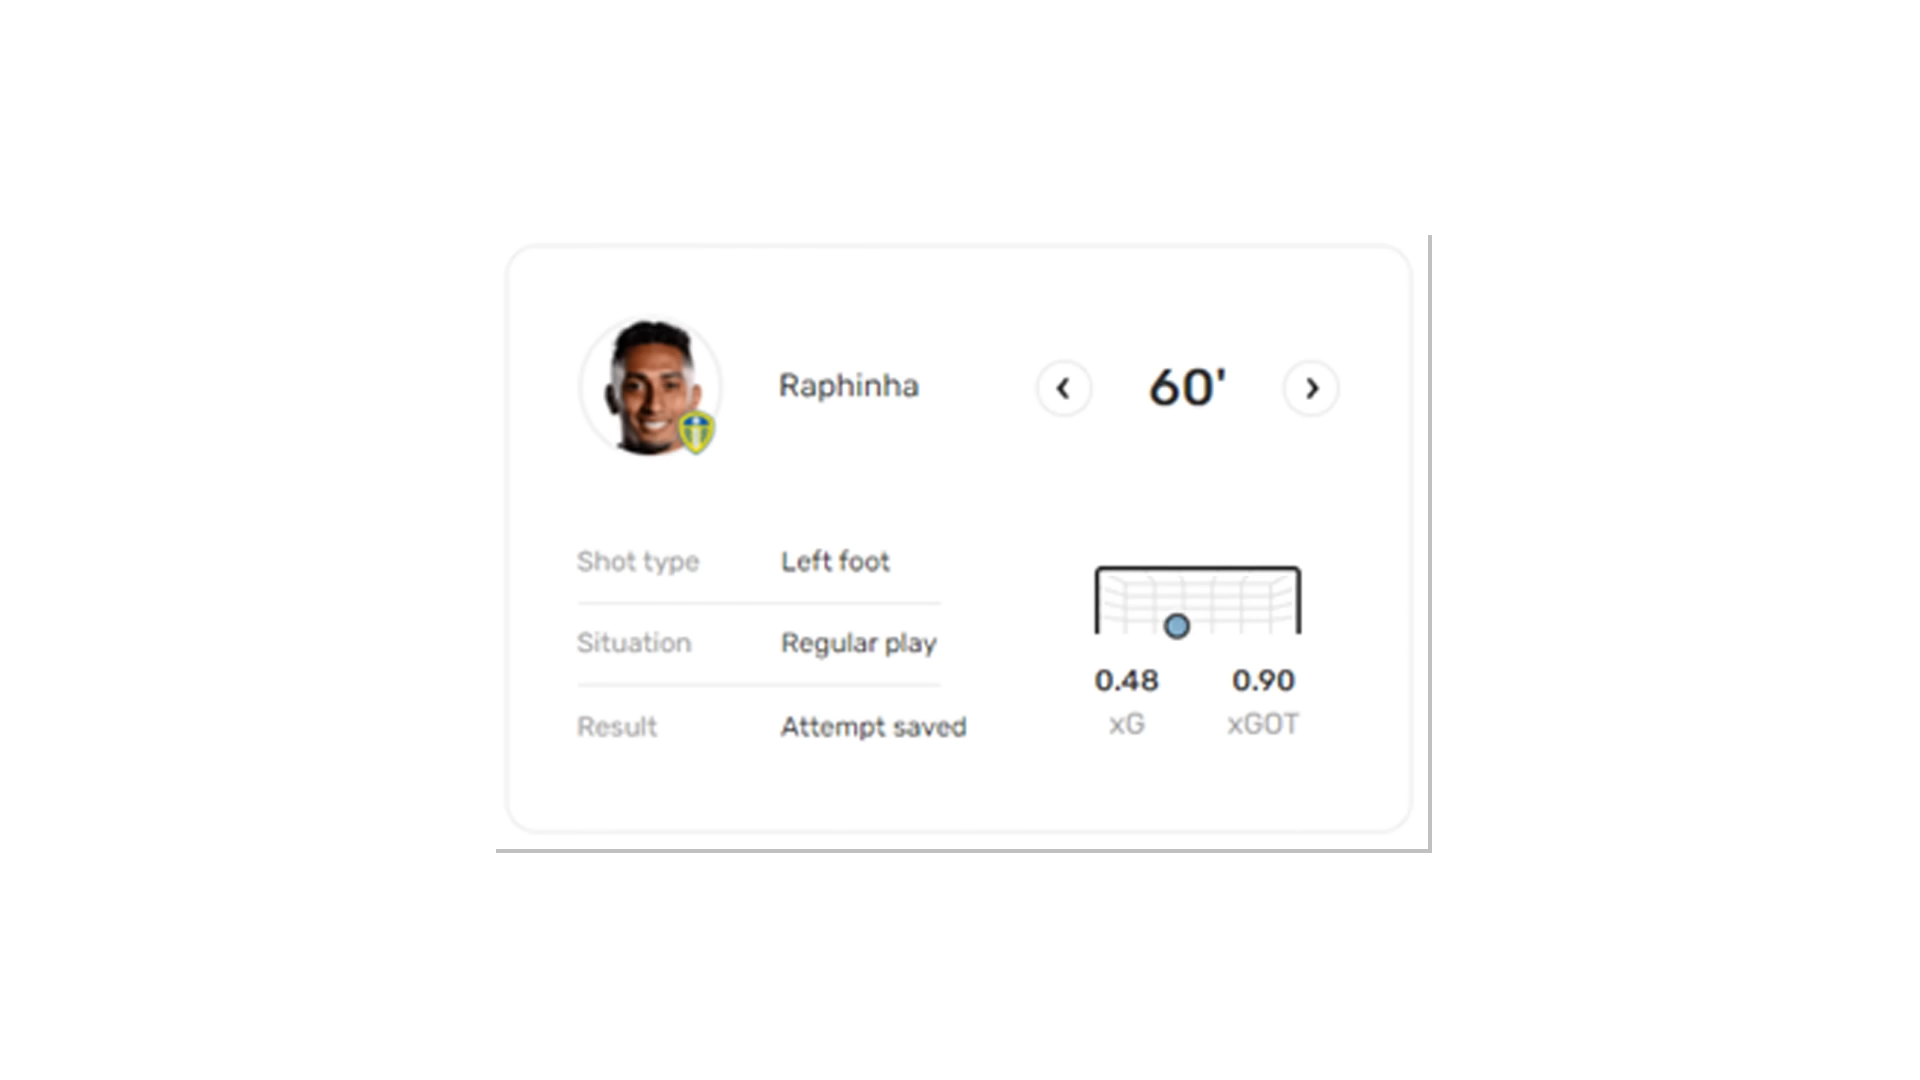 Raphinha
60'
Shot type Left foot
Situation Regular play
Result Attempt saved
0.48 0.90
xG xGOT